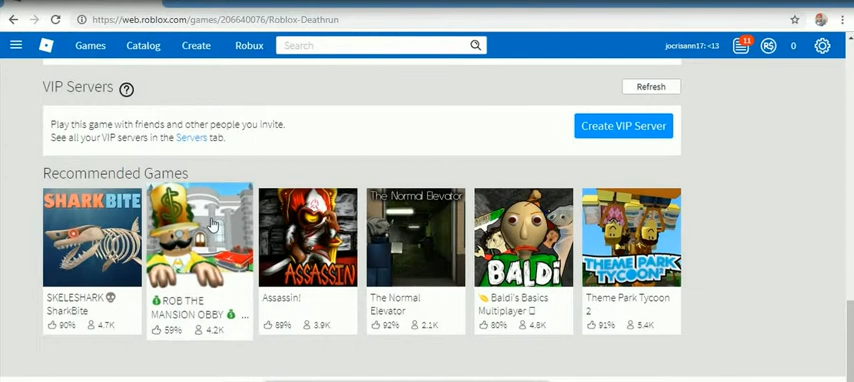 https://web.roblox.com/games/206640076/Roblox-Deathrun
Games Catalog Create Robux Search jocrisann17: <13 11 R$ 0
VIP Servers ? Refresh
Play this game with friends and other people you invite.
See all your VIP servers in the Servers tab.
Create VIP Server
Recommended Games
SHARKBITE
$
ASSASSIN
The Normal Elevator
BALDI
THEME PARK
TYCOON
SKELESHARK💀
SharkBite
90% 4.7K
💰ROB THE
MANSION OBBY💰 ...
59% 4.2K
Assassin!
89% 3.9K
The Normal
Elevator
92% 2.1K
Baldi's Basics
Multiplayer
80% 4.8K
Theme Park Tycoon
2
91% 5.4K